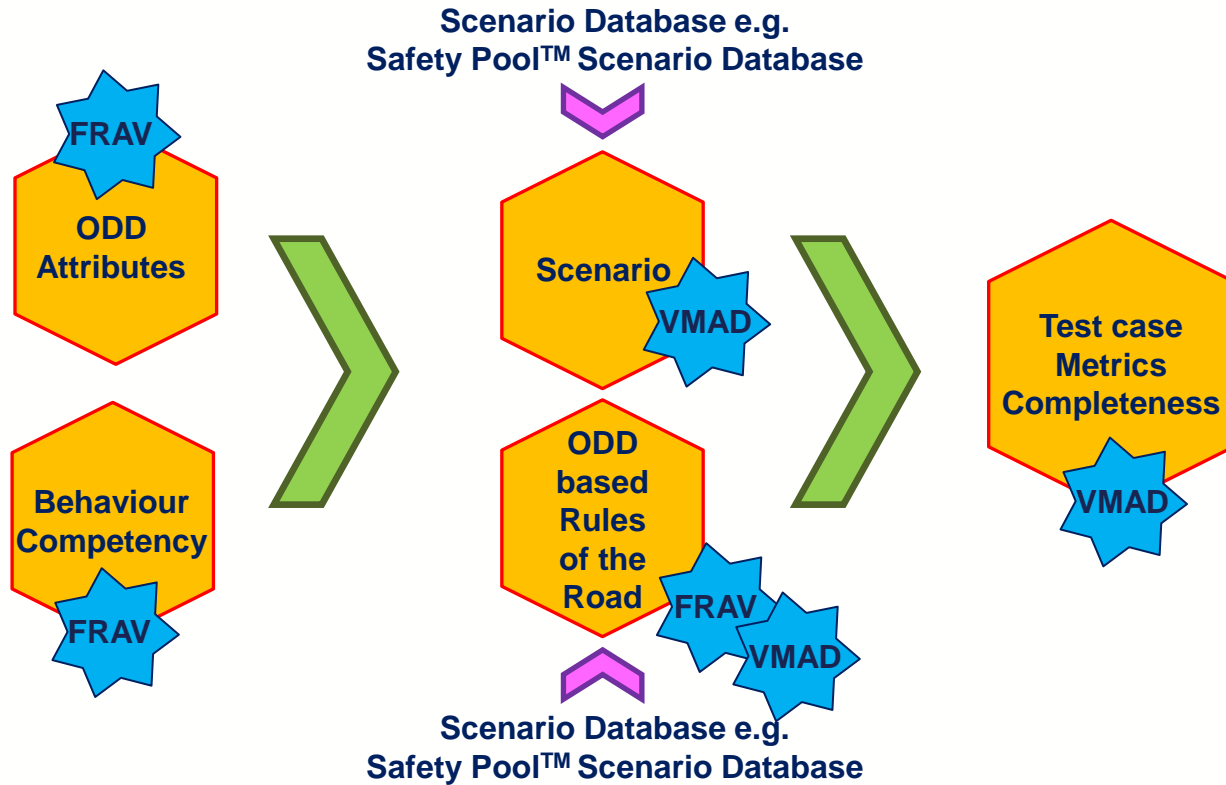 Scenario Database e.g.
Safety Pool™ Scenario Database
FRAV
ODD
Attributes
Behaviour
Competency
FRAV
Scenario
VMAD
ODD
based
Rules
of the
Road
FRAV
VMAD
Test case
Metrics
Completeness
VMAD
Scenario Database e.g.
Safety Pool™ Scenario Database